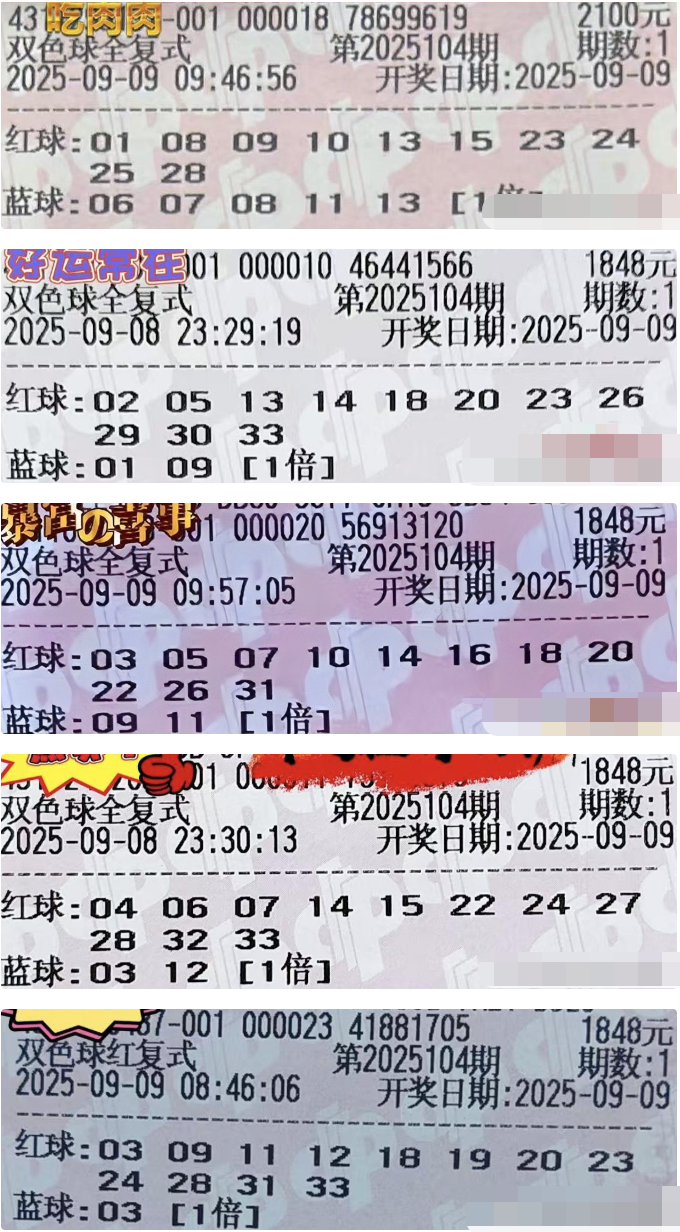 43 吃肉肉-001 000018 78699619 2100元
双色球全复式 第2025104期 期数:1
2025-09-09 09:46:56 开奖日期:2025-09-09
红球:01 08 09 10 13 15 23 24
25 28
蓝球:06 07 08 11 13 [1倍]
好运常在001 000010 46441566 1848元
双色球全复式 第2025104期 期数:1
2025-09-08 23:29:19 开奖日期:2025-09-09
红球:02 05 13 14 18 20 23 26
29 30 33
蓝球:01 09 [1倍]
暴富の喜事
001 000020 56913120 1848元
双色球全复式 第2025104期 期数:1
2025-09-09 09:57:05 开奖日期:2025-09-09
红球:03 05 07 10 14 16 18 20
22 26 31
蓝球:09 11 [1倍]
1848元
双色球全复式 第2025104期 期数:1
2025-09-08 23:30:13 开奖日期:2025-09-09
红球:04 06 07 14 15 22 24 27
28 32 33
蓝球:03 12 [1倍]
-001 000023 41881705 1848元
双色球红复式 第2025104期 期数:1
2025-09-09 08:46:06 开奖日期:2025-09-09
红球:03 09 11 12 18 19 20 23
24 28 31 33
蓝球:03 [1倍]